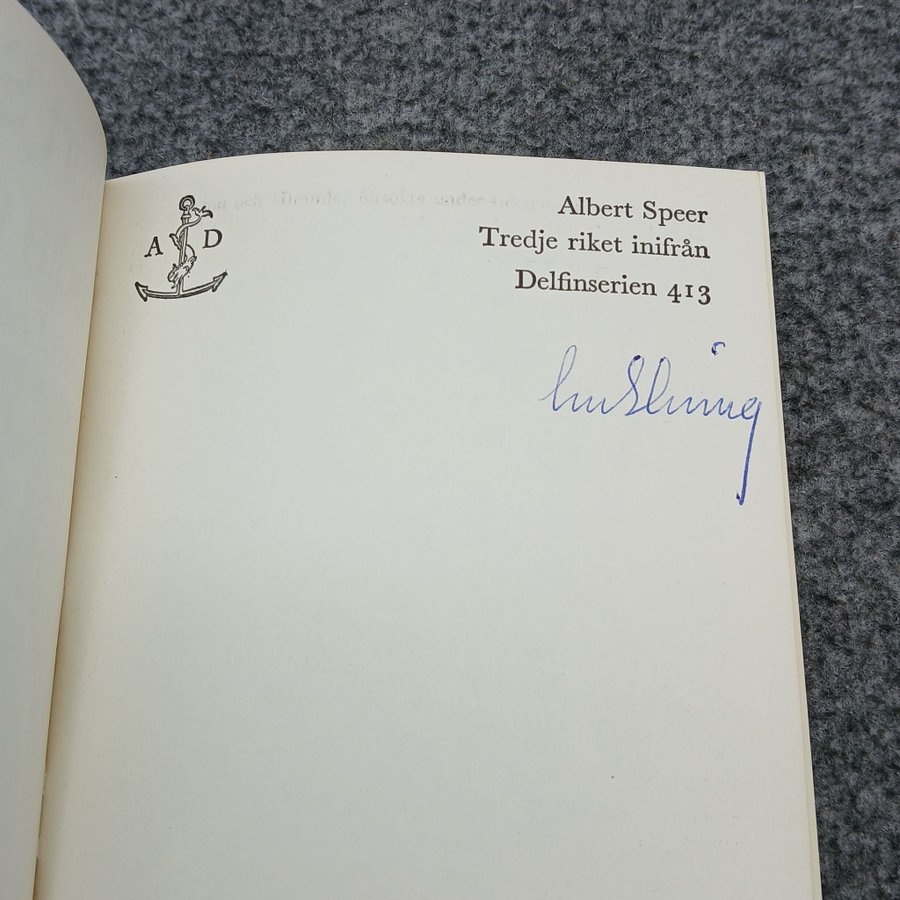 A D
Albert Speer
Tredje riket inifrån
Delfinserien 413